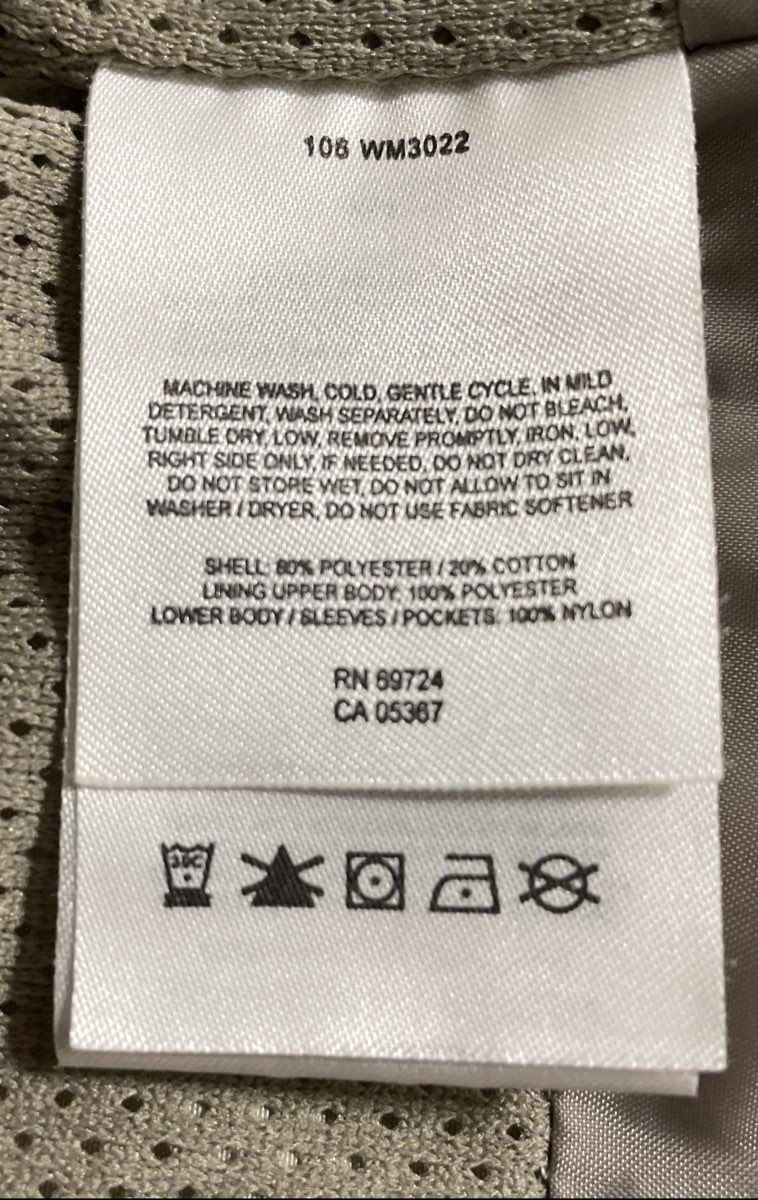 106 WM3022
MACHINE WASH, COLD, GENTLE CYCLE, IN MILD
DETERGENT, WASH SEPARATELY, DO NOT BLEACH,
TUMBLE DRY, LOW, REMOVE PROMPTLY, IRON, LOW,
RIGHT SIDE ONLY, IF NEEDED, DO NOT DRY CLEAN,
DO NOT STORE WET, DO NOT ALLOW TO SIT IN
WASHER / DRYER, DO NOT USE FABRIC SOFTENER
SHELL: 80% POLYESTER / 20% COTTON
LINING UPPER BODY: 100% POLYESTER
LOWER BODY / SLEEVES / POCKETS: 100% NYLON
RN 69724
CA 05367